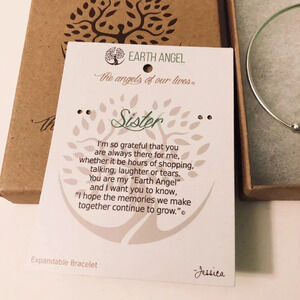 EARTH ANGEL
the angels of our lives©
Sister
I'm so grateful that you
are always there for me,
whether it be hours of shopping,
talking, laughter or tears.
You are my "Earth Angel"
and I want you to know,
"I hope the memories we make
together continue to grow."©
Expandable Bracelet
Jessica